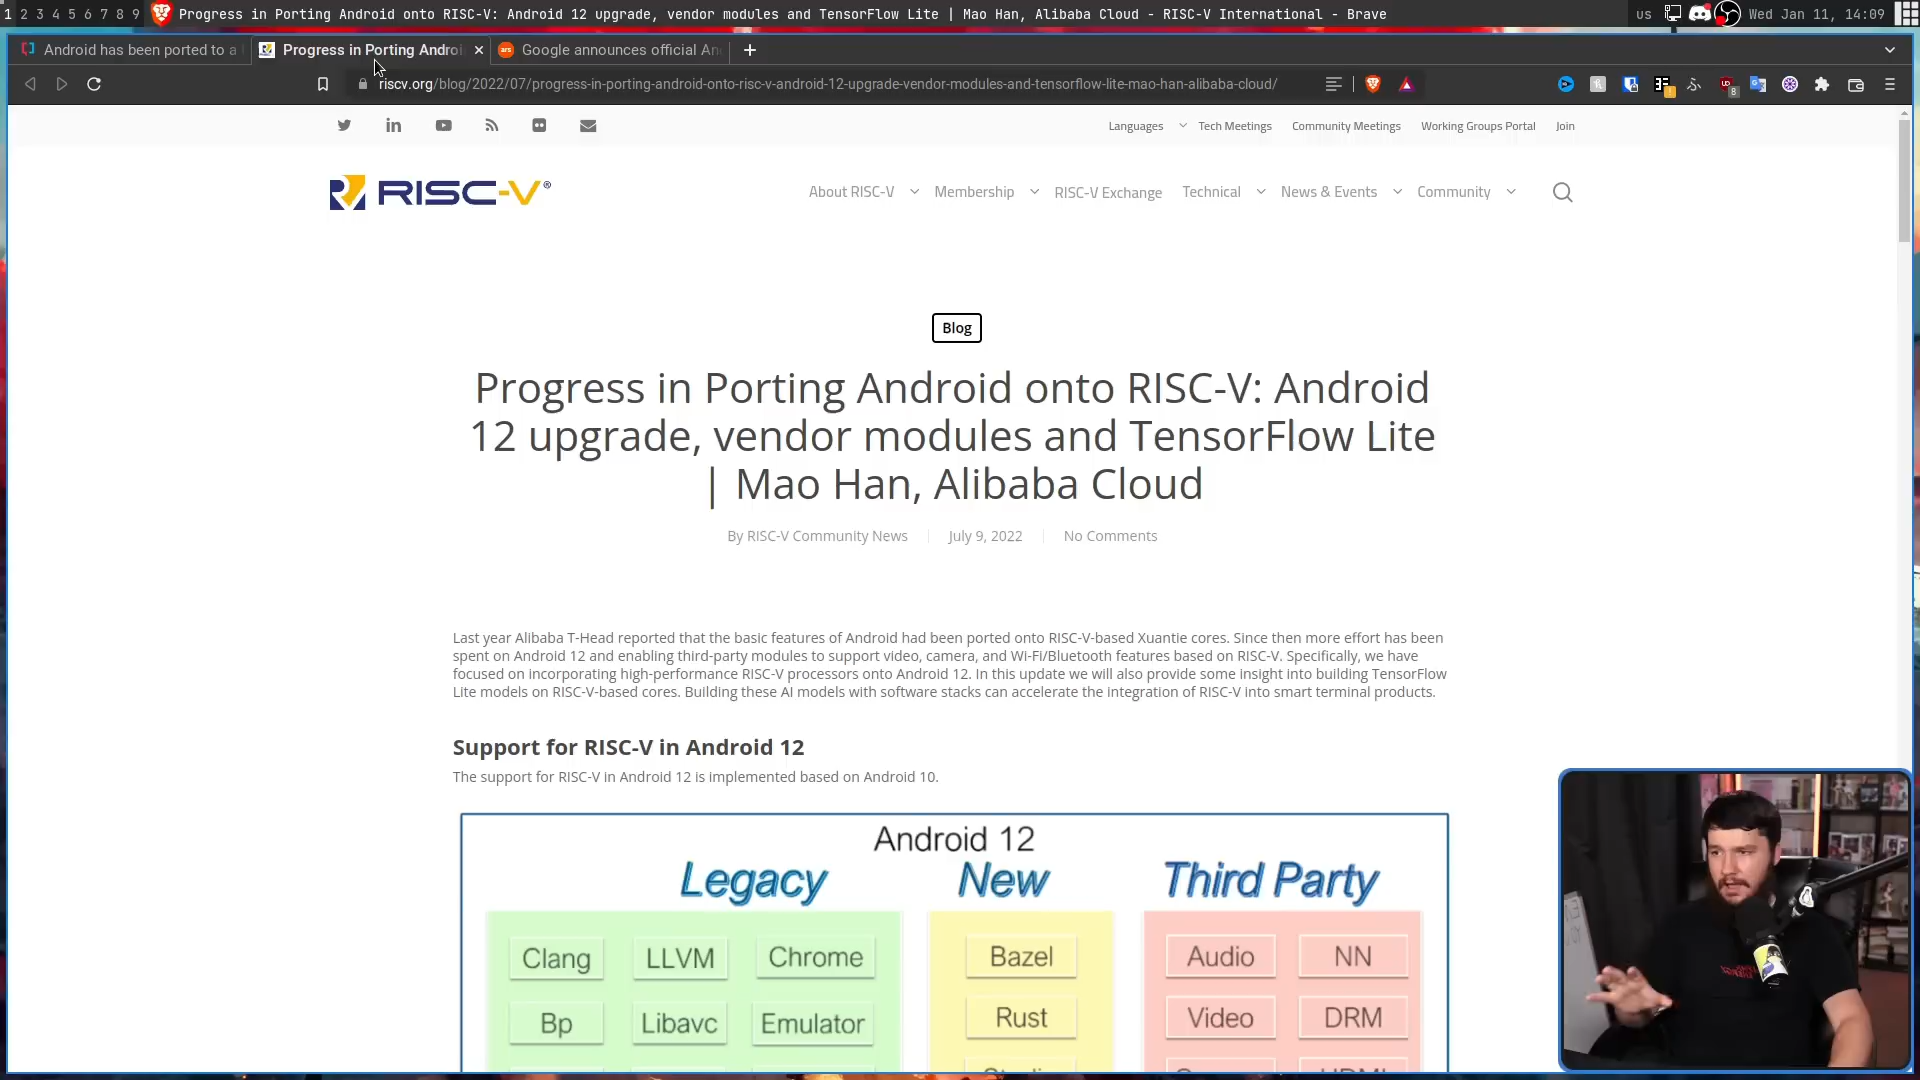 1 2 3 4 5 6 7 8 9 Progress in Porting Android onto RISC-V: Android 12 upgrade, vendor modules and TensorFlow Lite | Mao Han, Alibaba Cloud - RISC-V International - Brave us Wed Jan 11, 14:09
Android has been ported to a Progress in Porting Androi Google announces official An
riscv.org/blog/2022/07/progress-in-porting-android-onto-risc-v-android-12-upgrade-vendor-modules-and-tensorflow-lite-mao-han-alibaba-cloud/
Languages Tech Meetings Community Meetings Working Groups Portal Join
RISC-V® About RISC-V Membership RISC-V Exchange Technical News & Events Community
Blog
Progress in Porting Android onto RISC-V: Android
12 upgrade, vendor modules and TensorFlow Lite
| Mao Han, Alibaba Cloud
By RISC-V Community News July 9, 2022 No Comments
Last year Alibaba T-Head reported that the basic features of Android had been ported onto RISC-V-based Xuantie cores. Since then more effort has been
spent on Android 12 and enabling third-party modules to support video, camera, and Wi-Fi/Bluetooth features based on RISC-V. Specifically, we have
focused on incorporating high-performance RISC-V processors onto Android 12. In this update we will also provide some insight into building TensorFlow
Lite models on RISC-V-based cores. Building these AI models with software stacks can accelerate the integration of RISC-V into smart terminal products.
Support for RISC-V in Android 12
The support for RISC-V in Android 12 is implemented based on Android 10.
Android 12
Legacy New Third Party
Clang LLVM Chrome Bazel Audio NN
Bp Libavc Emulator Rust Video DRM